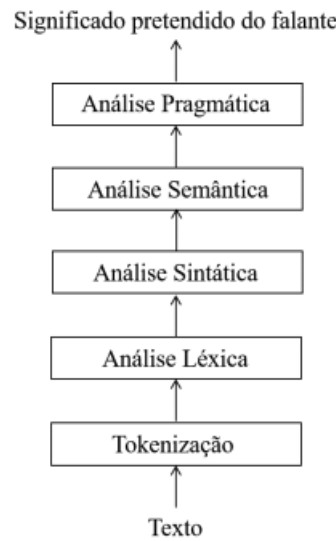 Significado pretendido do falante
Análise Pragmática
Análise Semântica
Análise Sintática
Análise Léxica
Tokenização
Texto